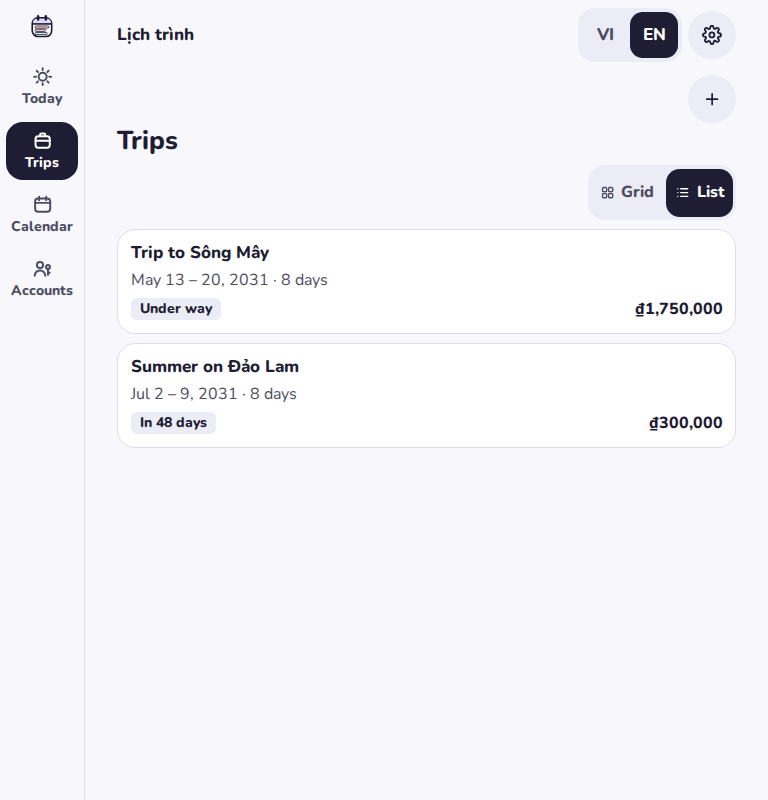 Lịch trình
VI
EN
Today
Trips
Calendar
Accounts
Trips
Grid
List
Trip to Sông Mây
May 13 – 20, 2031 · 8 days
Under way
₫1,750,000
Summer on Đảo Lam
Jul 2 – 9, 2031 · 8 days
In 48 days
₫300,000